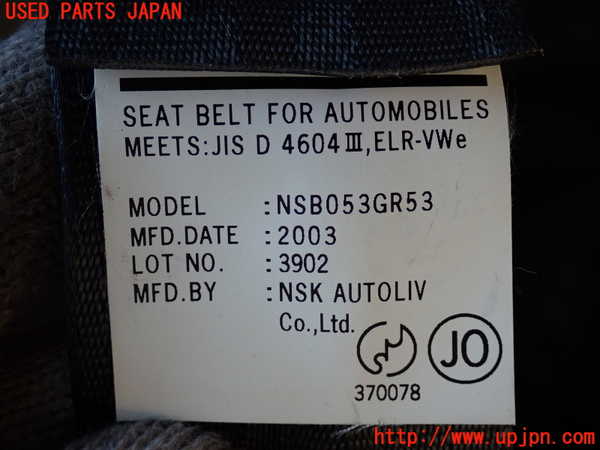 USED PARTS JAPAN
SEAT BELT FOR AUTOMOBILES
MEETS:JIS D 4604Ⅲ,ELR-VWe
MODEL :NSB053GR53
MFD.DATE :2003
LOT NO. :3902
MFD.BY :NSK AUTOLIV
Co.,Ltd.
JO
370078
http://www.upjpn.com/